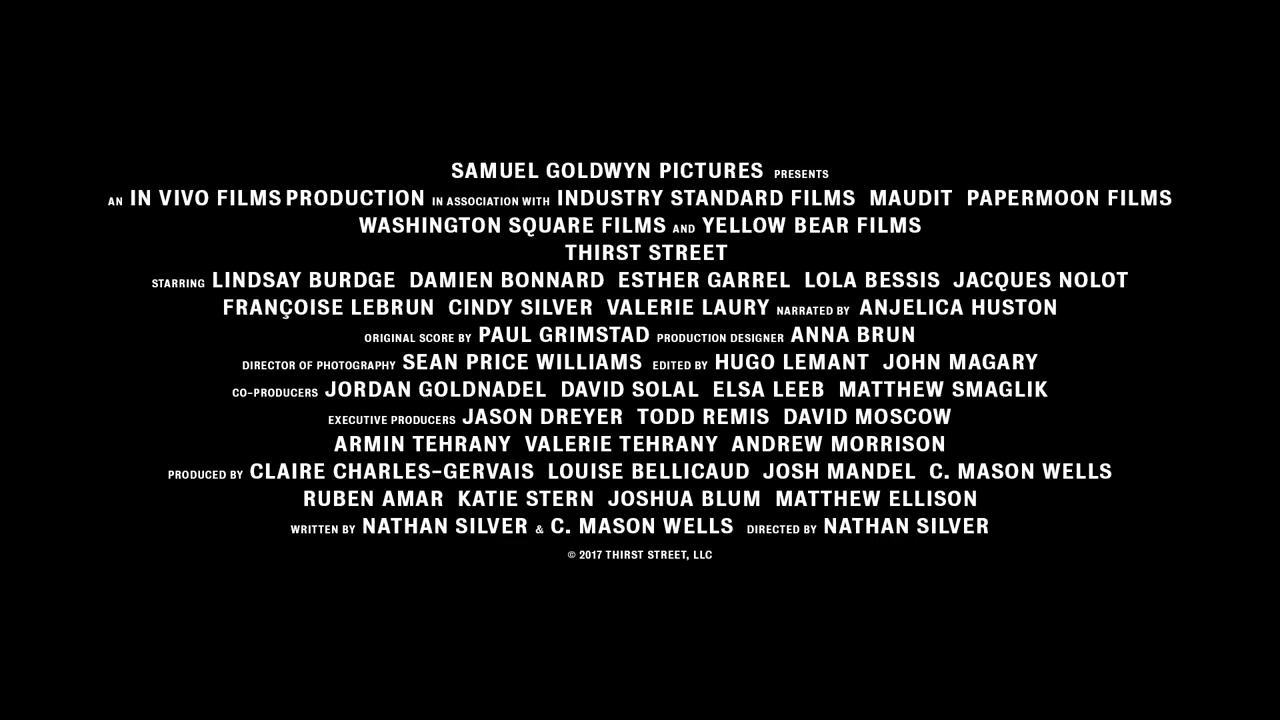 SAMUEL GOLDWYN PICTURES PRESENTS
AN IN VIVO FILMS PRODUCTION IN ASSOCIATION WITH INDUSTRY STANDARD FILMS MAUDIT PAPERMOON FILMS
WASHINGTON SQUARE FILMS AND YELLOW BEAR FILMS
THIRST STREET
STARRING LINDSAY BURDGE DAMIEN BONNARD ESTHER GARREL LOLA BESSIS JACQUES NOLOT
FRANÇOISE LEBRUN CINDY SILVER VALERIE LAURY NARRATED BY ANJELICA HUSTON
ORIGINAL SCORE BY PAUL GRIMSTAD PRODUCTION DESIGNER ANNA BRUN
DIRECTOR OF PHOTOGRAPHY SEAN PRICE WILLIAMS EDITED BY HUGO LEMANT JOHN MAGARY
CO-PRODUCERS JORDAN GOLDNADEL DAVID SOLAL ELSA LEEB MATTHEW SMAGLIK
EXECUTIVE PRODUCERS JASON DREYER TODD REMIS DAVID MOSCOW
ARMIN TEHRANY VALERIE TEHRANY ANDREW MORRISON
PRODUCED BY CLAIRE CHARLES-GERVAIS LOUISE BELLICAUD JOSH MANDEL C. MASON WELLS
RUBEN AMAR KATIE STERN JOSHUA BLUM MATTHEW ELLISON
WRITTEN BY NATHAN SILVER & C. MASON WELLS DIRECTED BY NATHAN SILVER
© 2017 THIRST STREET, LLC